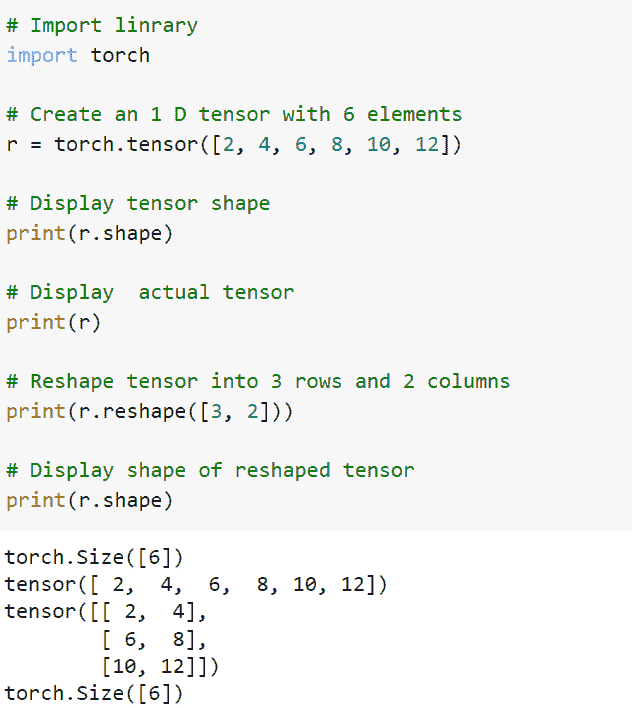 # Import linrary
import torch
# Create an 1 D tensor with 6 elements
r = torch.tensor([2, 4, 6, 8, 10, 12])
# Display tensor shape
print(r.shape)
# Display  actual tensor
print(r)
# Reshape tensor into 3 rows and 2 columns
print(r.reshape([3, 2]))
# Display shape of reshaped tensor
print(r.shape)
torch.Size([6])
tensor([ 2,  4,  6,  8, 10, 12])
tensor([[ 2,  4],
        [ 6,  8],
        [10, 12]])
torch.Size([6])